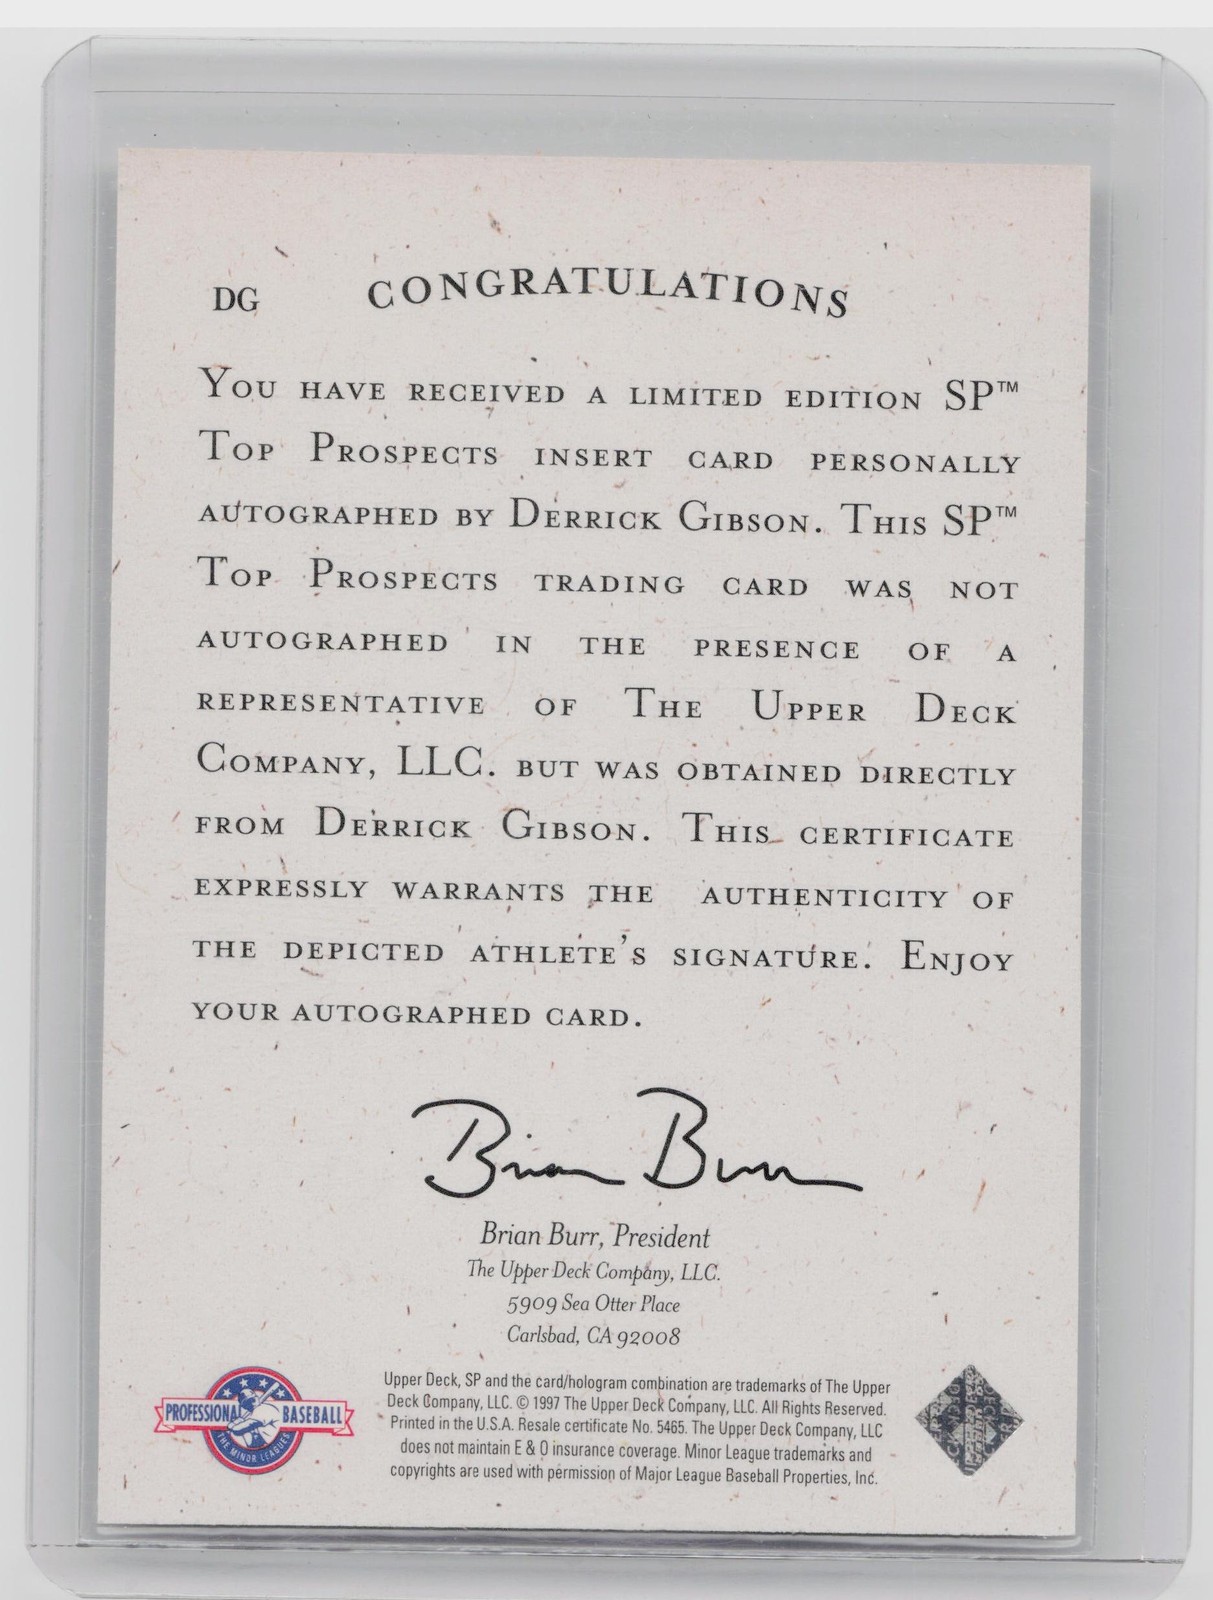 DG CONGRATULATIONS
YOU HAVE RECEIVED A LIMITED EDITION SP™
TOP PROSPECTS INSERT CARD PERSONALLY
AUTOGRAPHED BY DERRICK GIBSON. THIS SP™
TOP PROSPECTS TRADING CARD WAS NOT
AUTOGRAPHED IN THE PRESENCE OF A
REPRESENTATIVE OF THE UPPER DECK
COMPANY, LLC. BUT WAS OBTAINED DIRECTLY
FROM DERRICK GIBSON. THIS CERTIFICATE
EXPRESSLY WARRANTS THE AUTHENTICITY OF
THE DEPICTED ATHLETE'S SIGNATURE. ENJOY
YOUR AUTOGRAPHED CARD.
Brian Burr
Brian Burr, President
The Upper Deck Company, LLC.
5909 Sea Otter Place
Carlsbad, CA 92008
Upper Deck, SP and the card/hologram combination are trademarks of The Upper
Deck Company, LLC. © 1997 The Upper Deck Company, LLC. All Rights Reserved.
Printed in the U.S.A. Resale certificate No. 5465. The Upper Deck Company, LLC
does not maintain E & O insurance coverage. Minor League trademarks and
copyrights are used with permission of Major League Baseball Properties, Inc.
PROFESSIONAL BASEBALL
THE MINOR LEAGUES